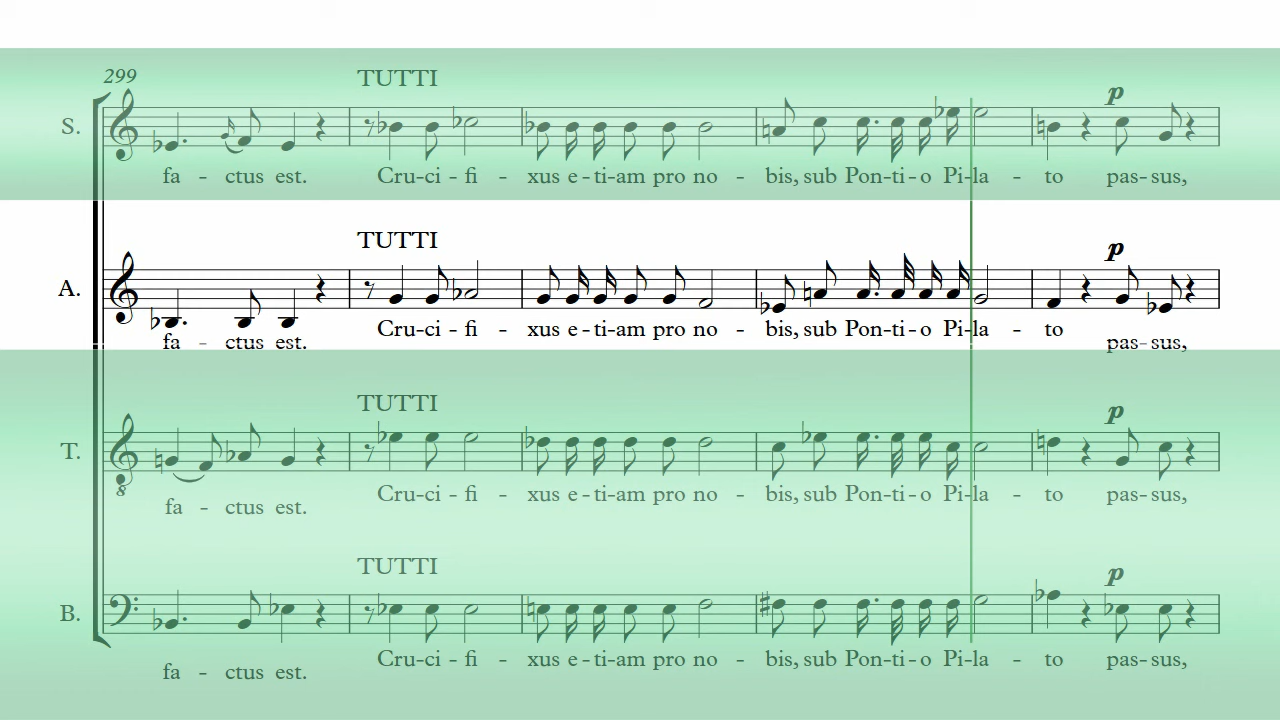 299
TUTTI
p
S.
fa - ctus est. Cru-ci - fi - xus e - ti-am pro no - bis, sub Pon-ti-o Pi-la - to pas-sus,
TUTTI
p
A.
Cru-ci - fi - xus e - ti-am pro no - bis, sub Pon-ti-o Pi-la - to
fa - ctus est. pas-sus,
TUTTI
p
T.
8
Cru-ci - fi - xus e - ti-am pro no - bis, sub Pon-ti-o Pi-la - to pas-sus,
fa - ctus est.
TUTTI
p
B.
Cru-ci - fi - xus e - ti-am pro no - bis, sub Pon-ti-o Pi-la - to pas-sus,
fa - ctus est.